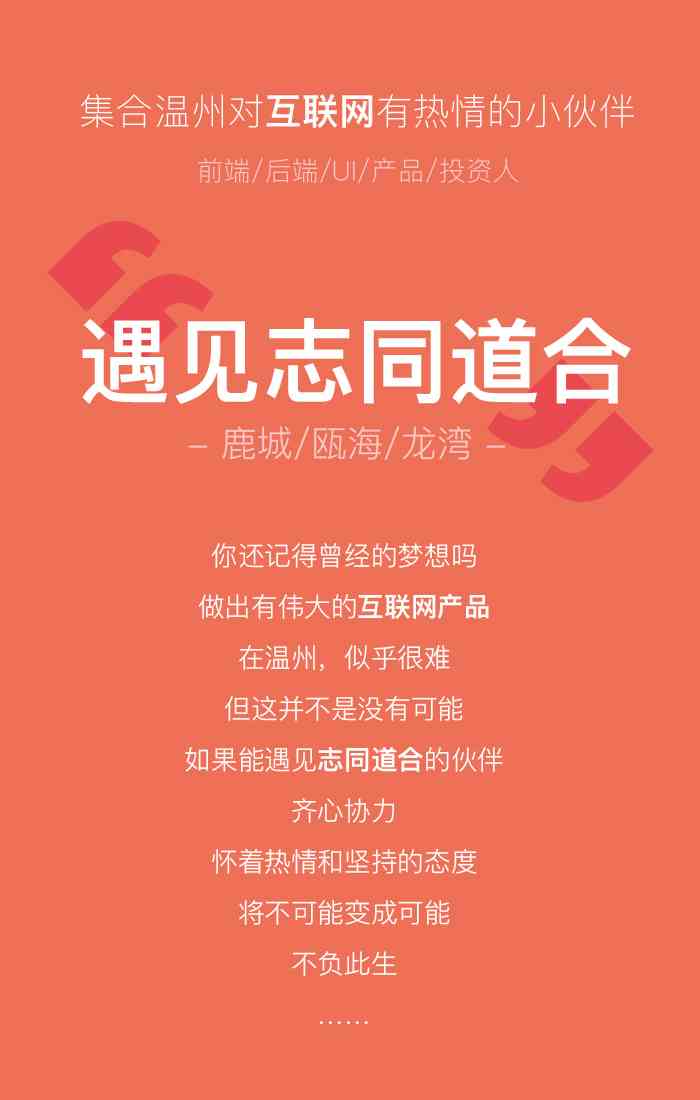 集合温州对互联网有热情的小伙伴
前端/后端/UI/产品/投资人
遇见志同道合
– 鹿城/瓯海/龙湾 –
你还记得曾经的梦想吗
做出有伟大的互联网产品
在温州，似乎很难
但这并不是没有可能
如果能遇见志同道合的伙伴
齐心协力
怀着热情和坚持的态度
将不可能变成可能
不负此生
……